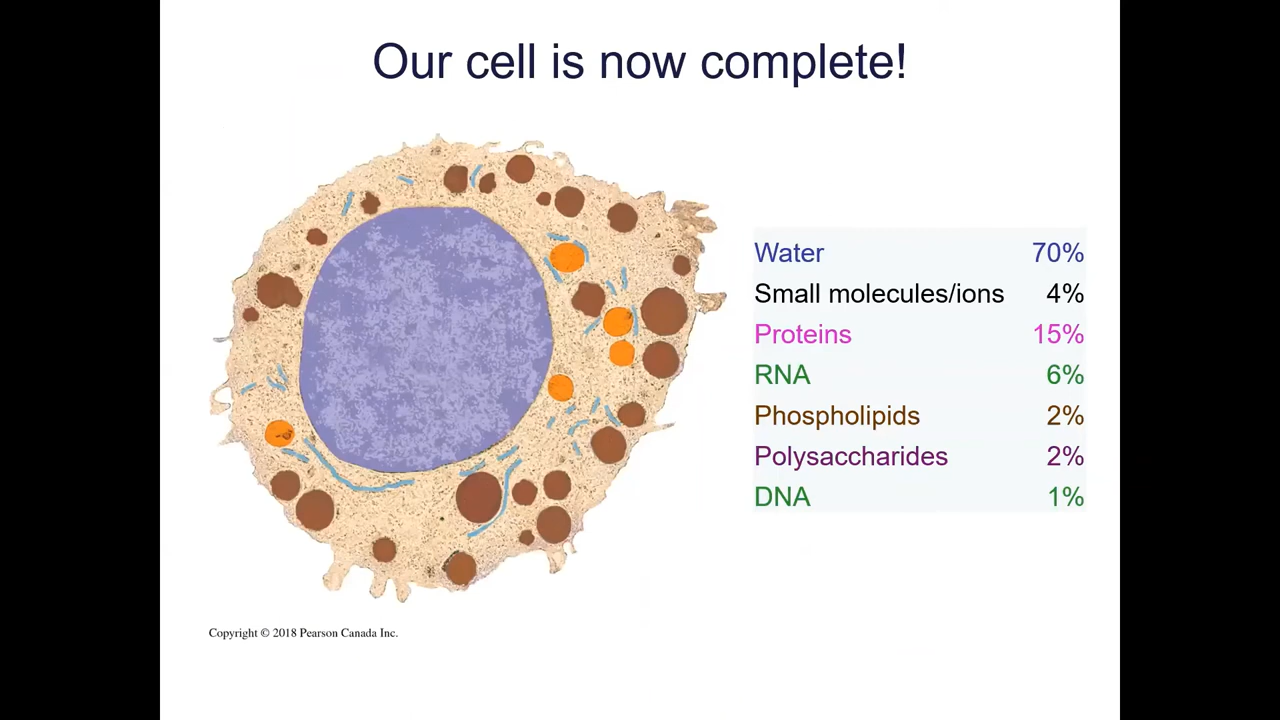 Our cell is now complete!
Water 70%
Small molecules/ions 4%
Proteins 15%
RNA 6%
Phospholipids 2%
Polysaccharides 2%
DNA 1%
Copyright © 2018 Pearson Canada Inc.